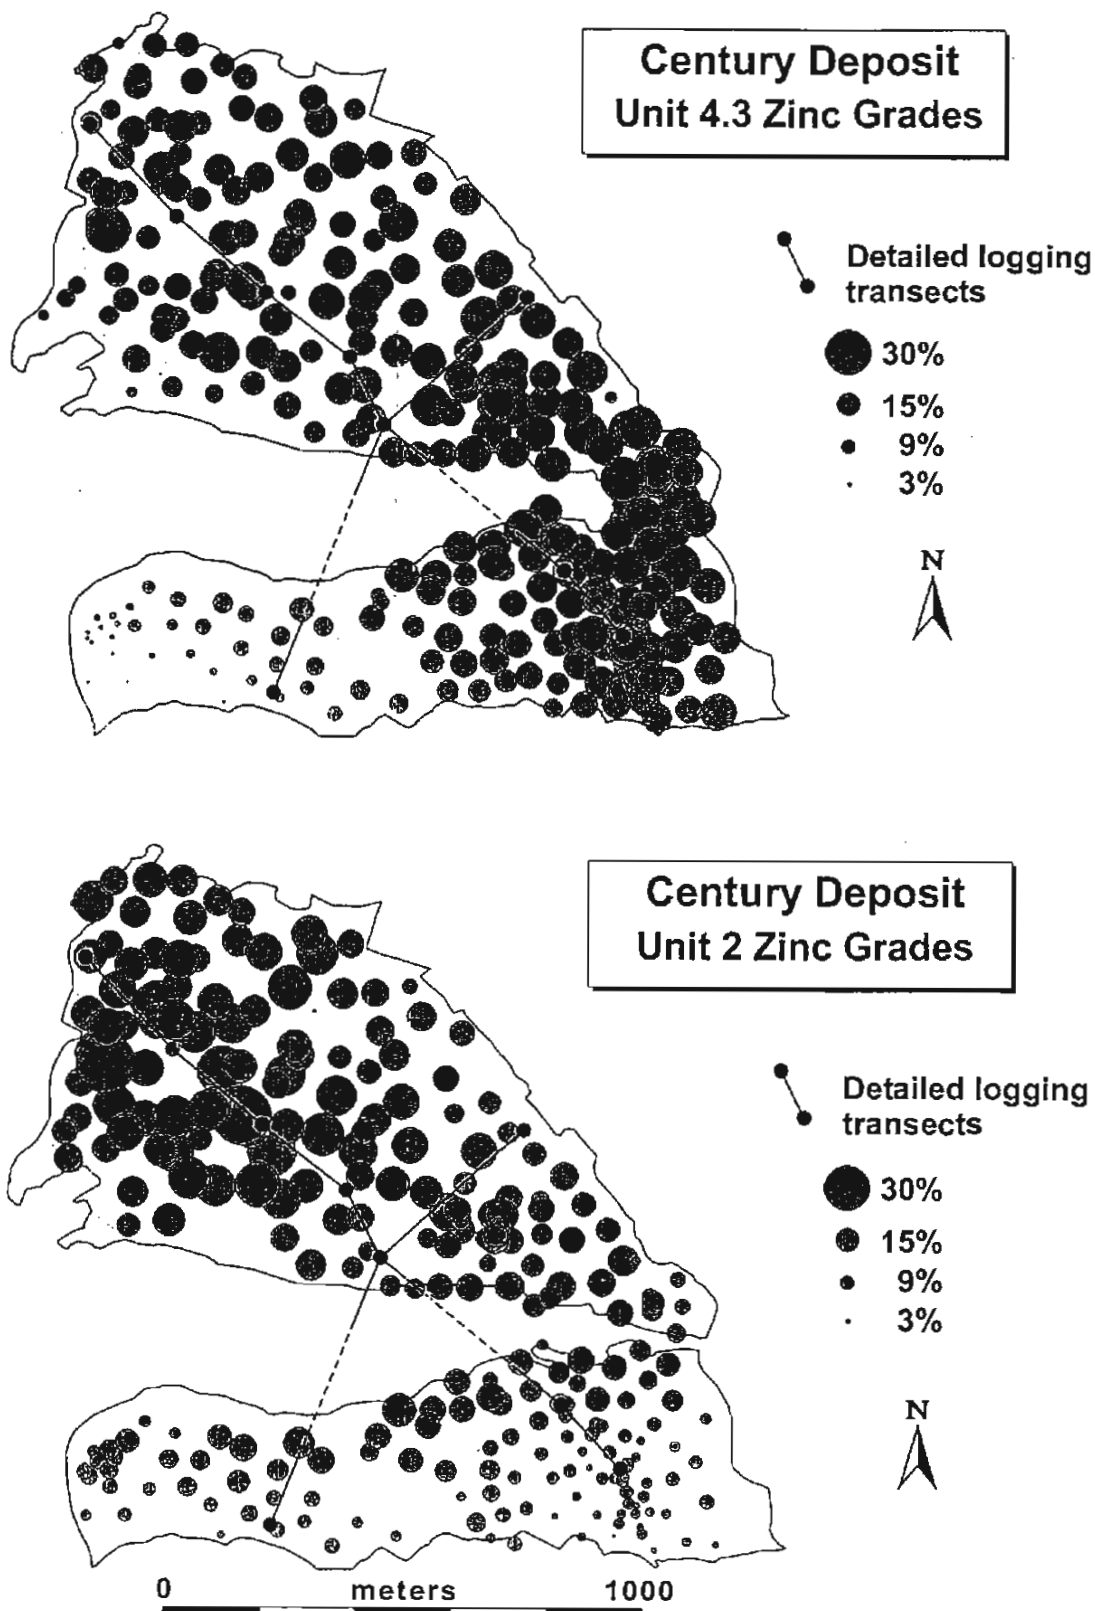 Century Deposit
Unit 4.3 Zinc Grades
Detailed logging
transects
30%
15%
9%
3%
N
Century Deposit
Unit 2 Zinc Grades
Detailed logging
transects
30%
15%
9%
3%
N
0 meters 1000